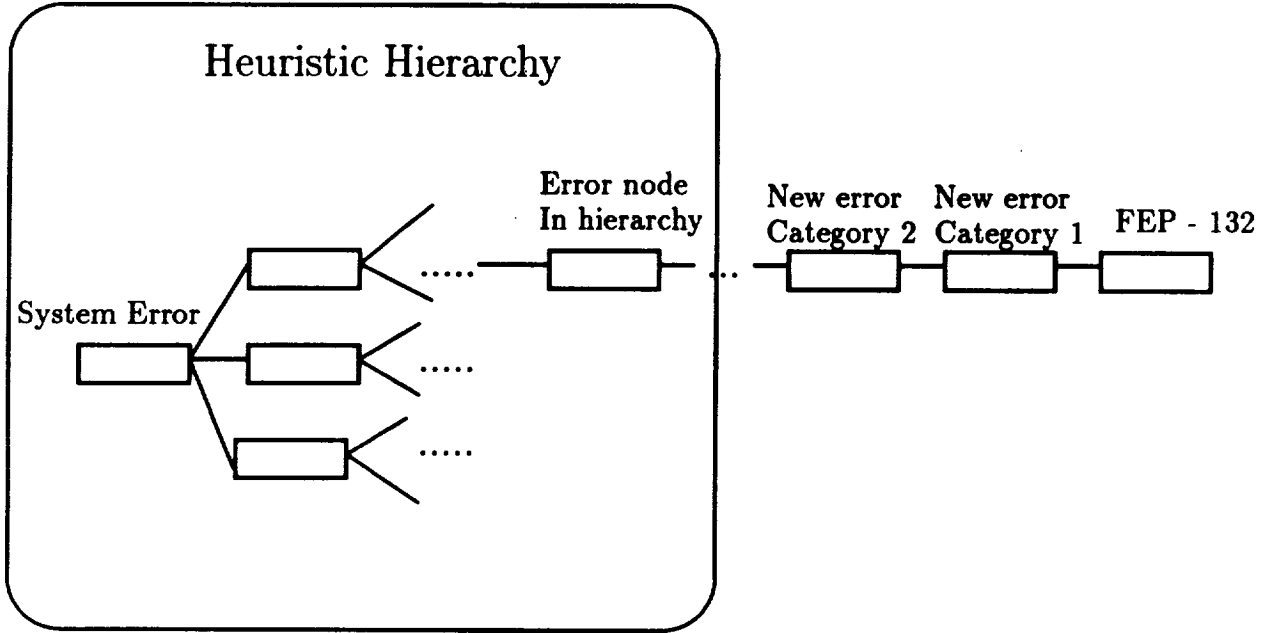 Heuristic Hierarchy
Error node
In hierarchy
New error
Category 2
New error
Category 1
FEP - 132
.....
...
System Error
.....
.....